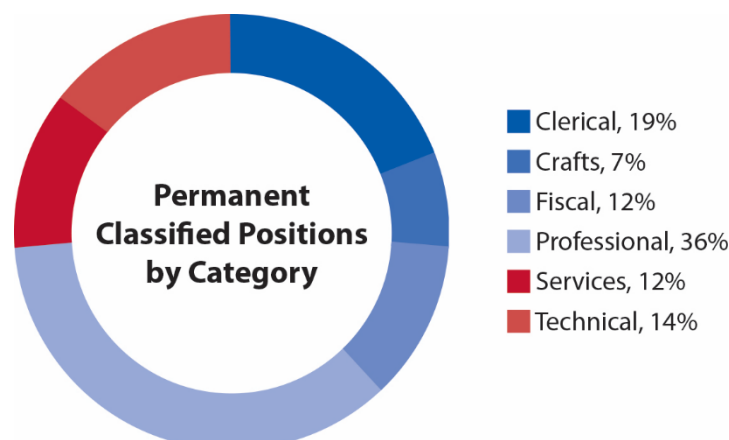 Permanent
Classified Positions
by Category
Clerical, 19%
Crafts, 7%
Fiscal, 12%
Professional, 36%
Services, 12%
Technical, 14%